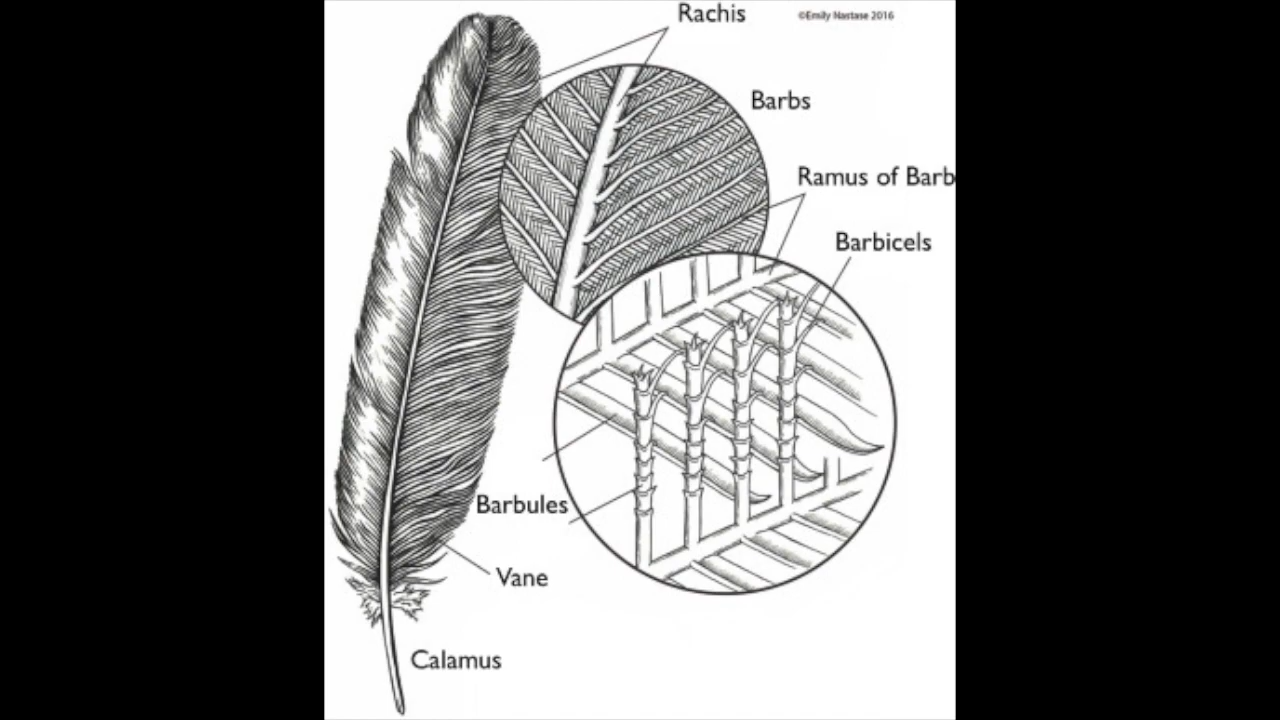 Rachis
©Emily Nastase 2016
Barbs
Ramus of Barb
Barbicels
Barbules
Vane
Calamus